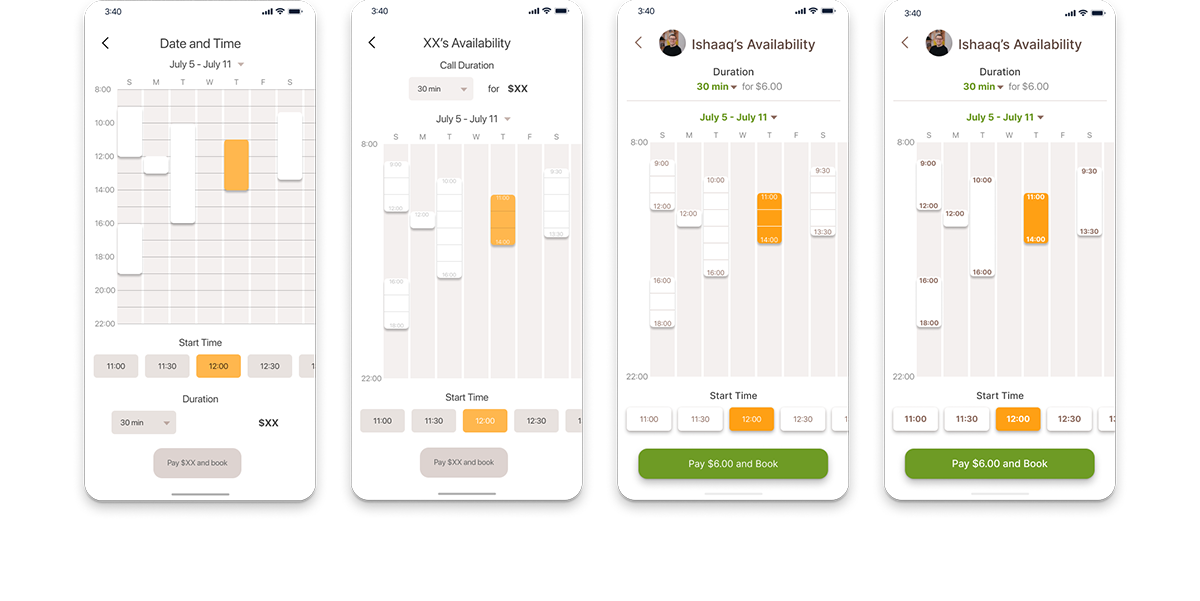 3:40
Date and Time
July 5 - July 11
S M T W T F S
8:00
10:00
12:00
14:00
16:00
18:00
20:00
22:00
Start Time
11:00 11:30 12:00 12:30 1
Duration
30 min $XX
Pay $XX and book
3:40
XX's Availability
Call Duration
30 min for $XX
July 5 - July 11
S M T W T F S
8:00
9:00
9:30
10:00
11:00
12:00
12:00
13:30
14:00
16:00
16:00
18:00
22:00
Start Time
11:00 11:30 12:00 12:30 1
Pay $XX and book
3:40
Ishaaq's Availability
Duration
30 min for $6.00
July 5 - July 11
S M T W T F S
8:00
9:00
9:30
10:00
11:00
12:00
12:00
13:30
14:00
16:00
16:00
18:00
22:00
Start Time
11:00 11:30 12:00 12:30 1
Pay $6.00 and Book
3:40
Ishaaq's Availability
Duration
30 min for $6.00
July 5 - July 11
S M T W T F S
8:00
9:00
9:30
10:00
11:00
12:00
12:00
13:30
14:00
16:00
16:00
18:00
22:00
Start Time
11:00 11:30 12:00 12:30 1
Pay $6.00 and Book